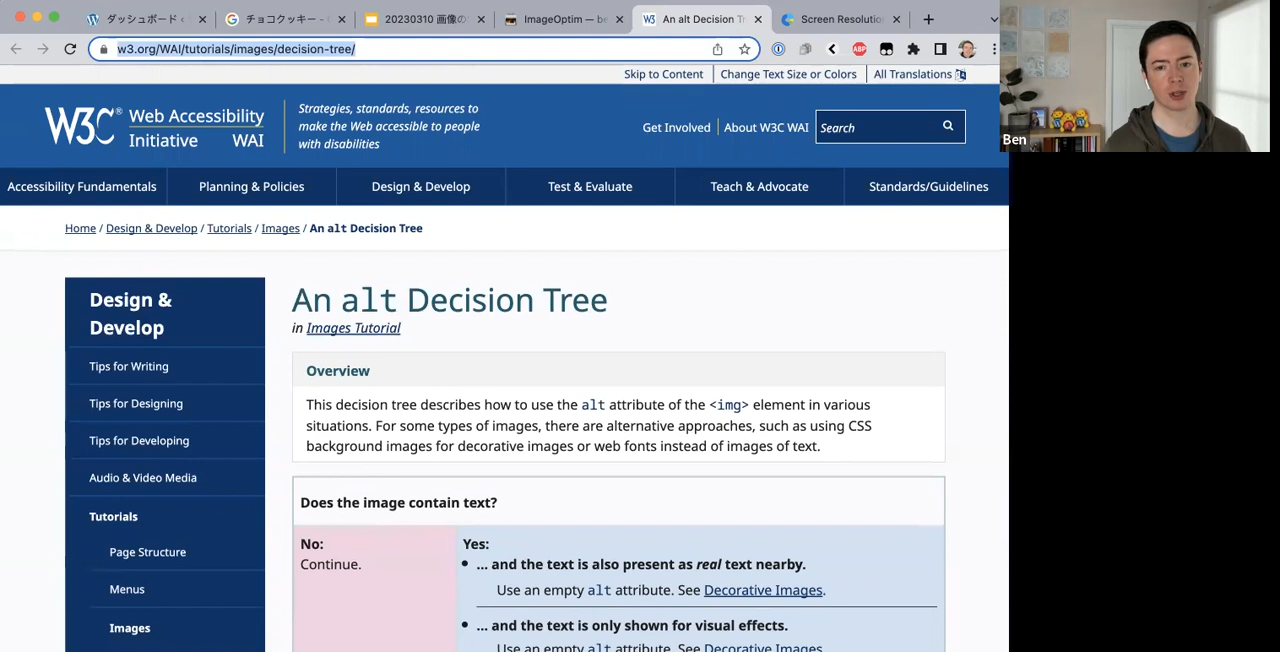 ダッシュボード
チョコクッキー - G
20230310 画像の
ImageOptim — be
An alt Decision Tr
Screen Resolutio
w3.org/WAI/tutorials/images/decision-tree/
ABP
Skip to Content
Change Text Size or Colors
All Translations
W3C® Web Accessibility
Initiative WAI
Strategies, standards, resources to
make the Web accessible to people
with disabilities
Get Involved
About W3C WAI
Search
Ben
Accessibility Fundamentals
Planning & Policies
Design & Develop
Test & Evaluate
Teach & Advocate
Standards/Guidelines
Home / Design & Develop / Tutorials / Images / An alt Decision Tree
Design &
Develop
Tips for Writing
Tips for Designing
Tips for Developing
Audio & Video Media
Tutorials
Page Structure
Menus
Images
An alt Decision Tree
in Images Tutorial
Overview
This decision tree describes how to use the alt attribute of the <img> element in various
situations. For some types of images, there are alternative approaches, such as using CSS
background images for decorative images or web fonts instead of images of text.
Does the image contain text?
No:
Continue.
Yes:
• ... and the text is also present as real text nearby.
Use an empty alt attribute. See Decorative Images.
• ... and the text is only shown for visual effects.
Use an empty alt attribute. See Decorative Images.